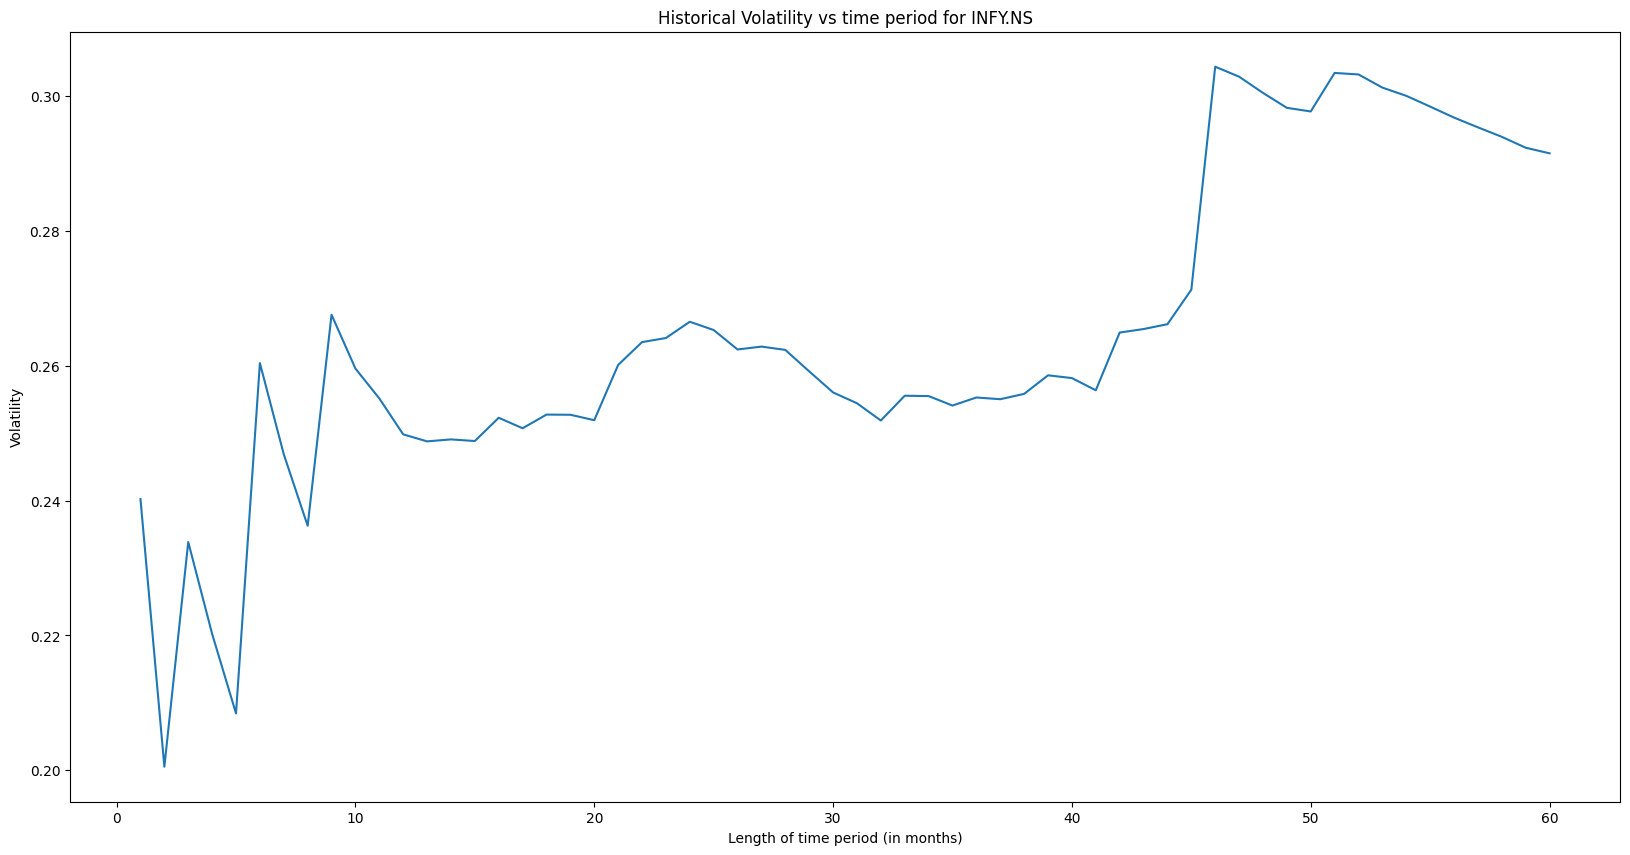 Historical Volatility vs time period for INFY.NS
0.30
0.28
0.26
0.24
0.22
0.20
Volatility
0 10 20 30 40 50 60
Length of time period (in months)